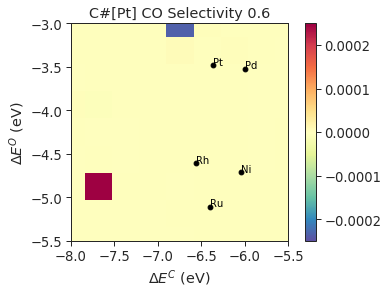 C#[Pt] CO Selectivity 0.6
−3.0
−3.5
−4.0
−4.5
−5.0
−5.5
ΔE^O (eV)
Pt
Pd
Rh
Ni
Ru
−8.0 −7.5 −7.0 −6.5 −6.0 −5.5
ΔE^C (eV)
0.0002
0.0001
0.0000
−0.0001
−0.0002